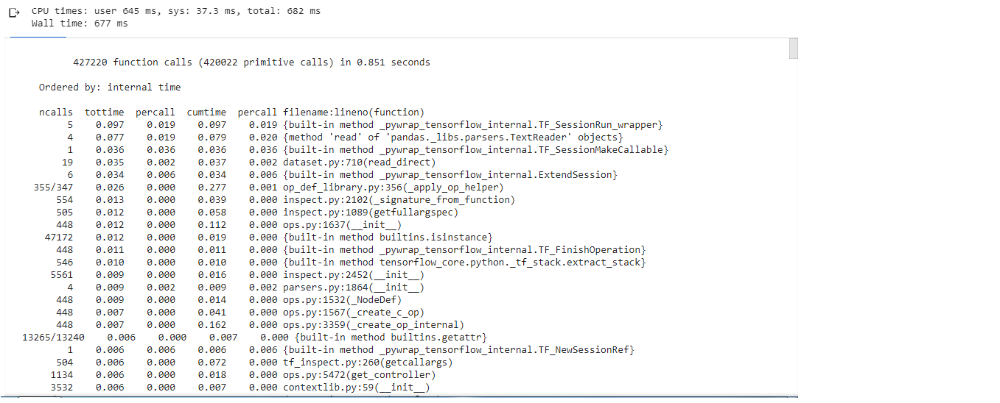 CPU times: user 645 ms, sys: 37.3 ms, total: 682 ms
Wall time: 677 ms
427220 function calls (420022 primitive calls) in 0.851 seconds
Ordered by: internal time
ncalls tottime percall cumtime percall filename:lineno(function)
5 0.097 0.019 0.097 0.019 {built-in method _pywrap_tensorflow_internal.TF_SessionRun_wrapper}
4 0.077 0.019 0.079 0.020 {method 'read' of 'pandas._libs.parsers.TextReader' objects}
1 0.036 0.036 0.036 0.036 {built-in method _pywrap_tensorflow_internal.TF_SessionMakeCallable}
19 0.035 0.002 0.037 0.002 dataset.py:710(read_direct)
6 0.034 0.006 0.034 0.006 {built-in method _pywrap_tensorflow_internal.ExtendSession}
355/347 0.026 0.000 0.277 0.001 op_def_library.py:356(_apply_op_helper)
554 0.013 0.000 0.039 0.000 inspect.py:2102(_signature_from_function)
505 0.012 0.000 0.058 0.000 inspect.py:1089(getfullargspec)
448 0.012 0.000 0.112 0.000 ops.py:1637(__init__)
47172 0.012 0.000 0.019 0.000 {built-in method builtins.isinstance}
448 0.011 0.000 0.011 0.000 {built-in method _pywrap_tensorflow_internal.TF_FinishOperation}
546 0.010 0.000 0.010 0.000 {built-in method tensorflow_core.python._tf_stack.extract_stack}
5561 0.009 0.000 0.016 0.000 inspect.py:2452(__init__)
4 0.009 0.002 0.009 0.002 parsers.py:1864(__init__)
448 0.009 0.000 0.014 0.000 ops.py:1532(_NodeDef)
448 0.007 0.000 0.041 0.000 ops.py:1567(_create_c_op)
448 0.007 0.000 0.162 0.000 ops.py:3359(_create_op_internal)
13265/13240 0.006 0.000 0.007 0.000 {built-in method builtins.getattr}
1 0.006 0.006 0.006 0.006 {built-in method _pywrap_tensorflow_internal.TF_NewSessionRef}
504 0.006 0.000 0.072 0.000 tf_inspect.py:260(getcallargs)
1134 0.006 0.000 0.018 0.000 ops.py:5472(get_controller)
3532 0.006 0.000 0.007 0.000 contextlib.py:59(__init__)